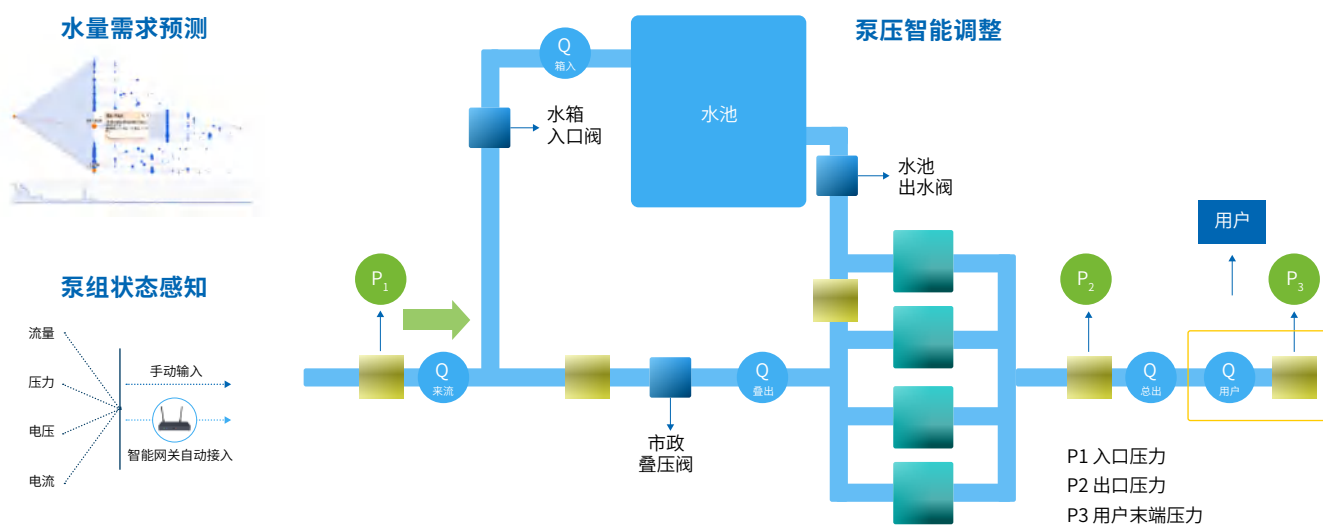 水量需求预测
泵压智能调整
Q
箱入
水池
水箱
入口阀
水池
出水阀
用户
泵组状态感知
P1
P2
P3
流量
压力
电压
电流
手动输入
智能网关自动接入
Q
来流
Q
叠出
Q
总出
Q
用户
市政
叠压阀
P1 入口压力
P2 出口压力
P3 用户末端压力